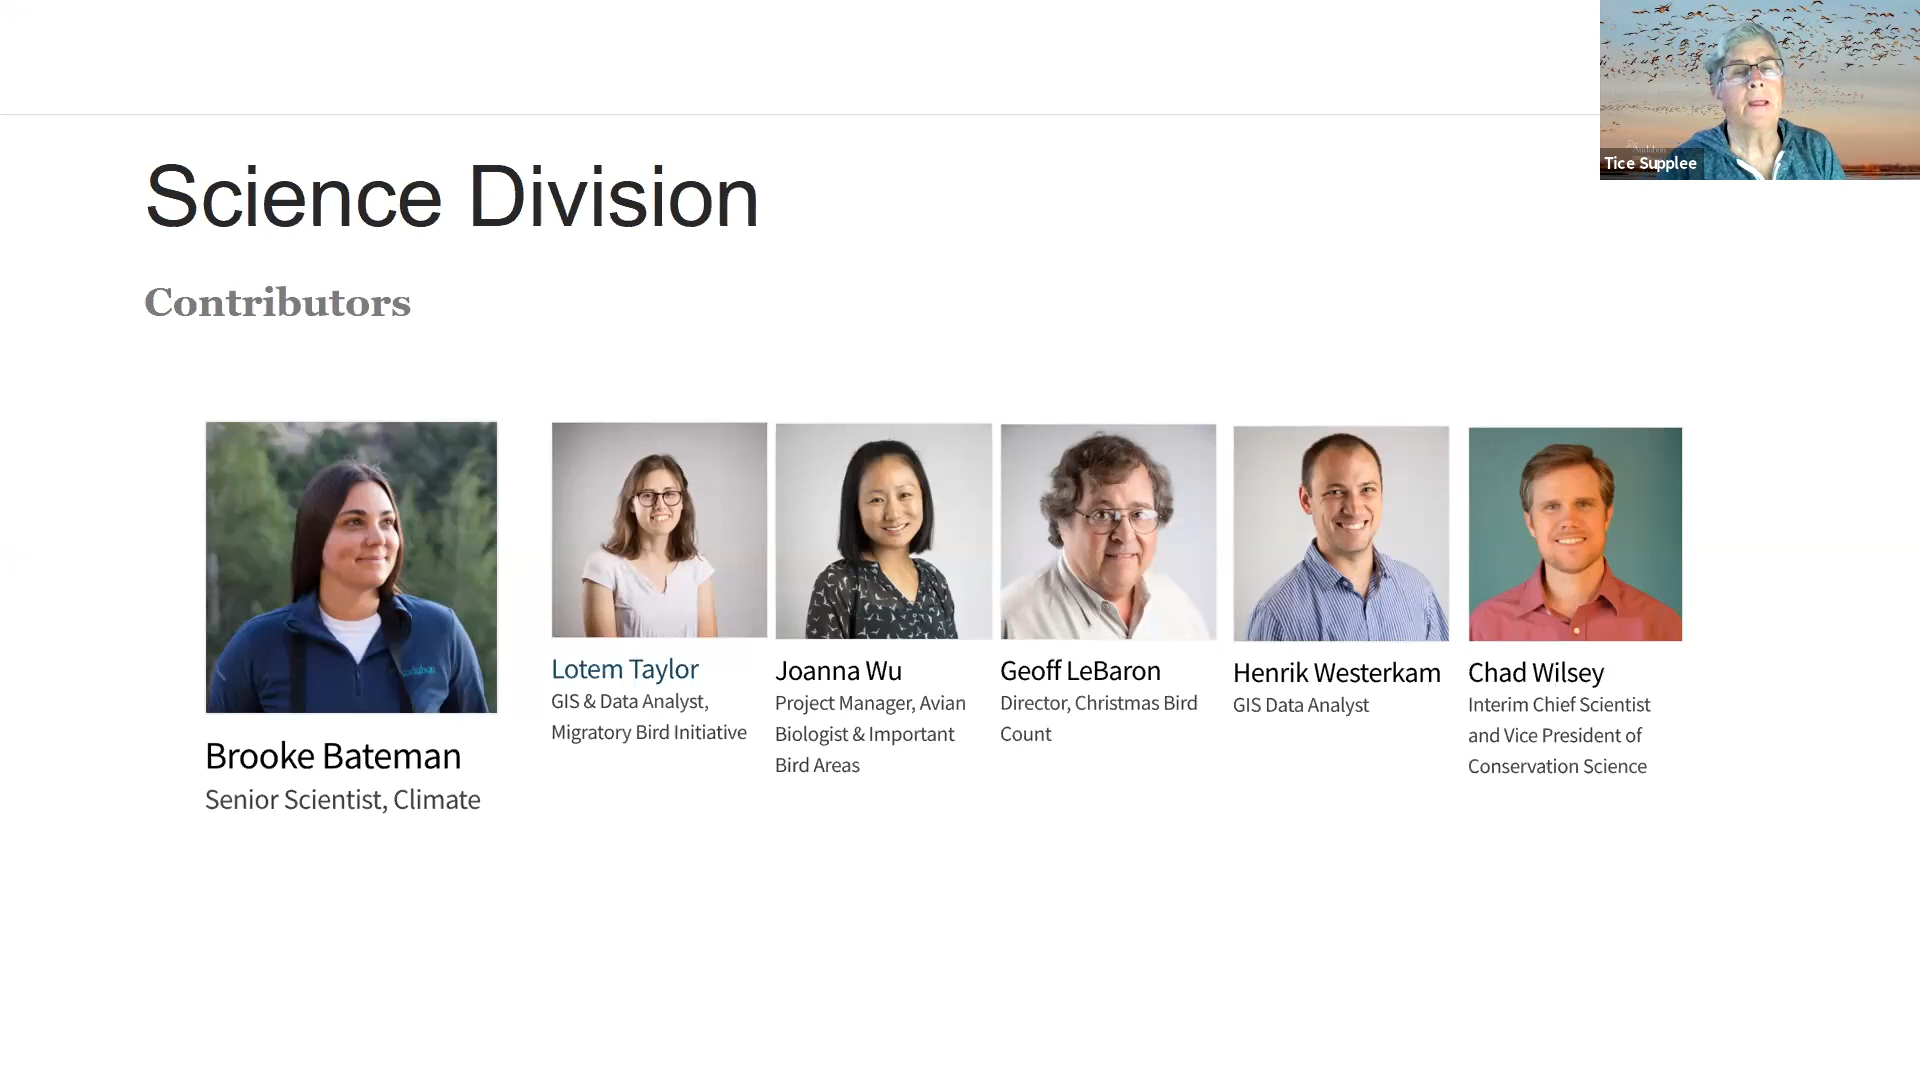 Audubon
Tice Supplee
Science Division
Contributors
audubon
Brooke Bateman
Senior Scientist, Climate
Lotem Taylor
GIS & Data Analyst,
Migratory Bird Initiative
Joanna Wu
Project Manager, Avian
Biologist & Important
Bird Areas
Geoff LeBaron
Director, Christmas Bird
Count
Henrik Westerkam
GIS Data Analyst
Chad Wilsey
Interim Chief Scientist
and Vice President of
Conservation Science